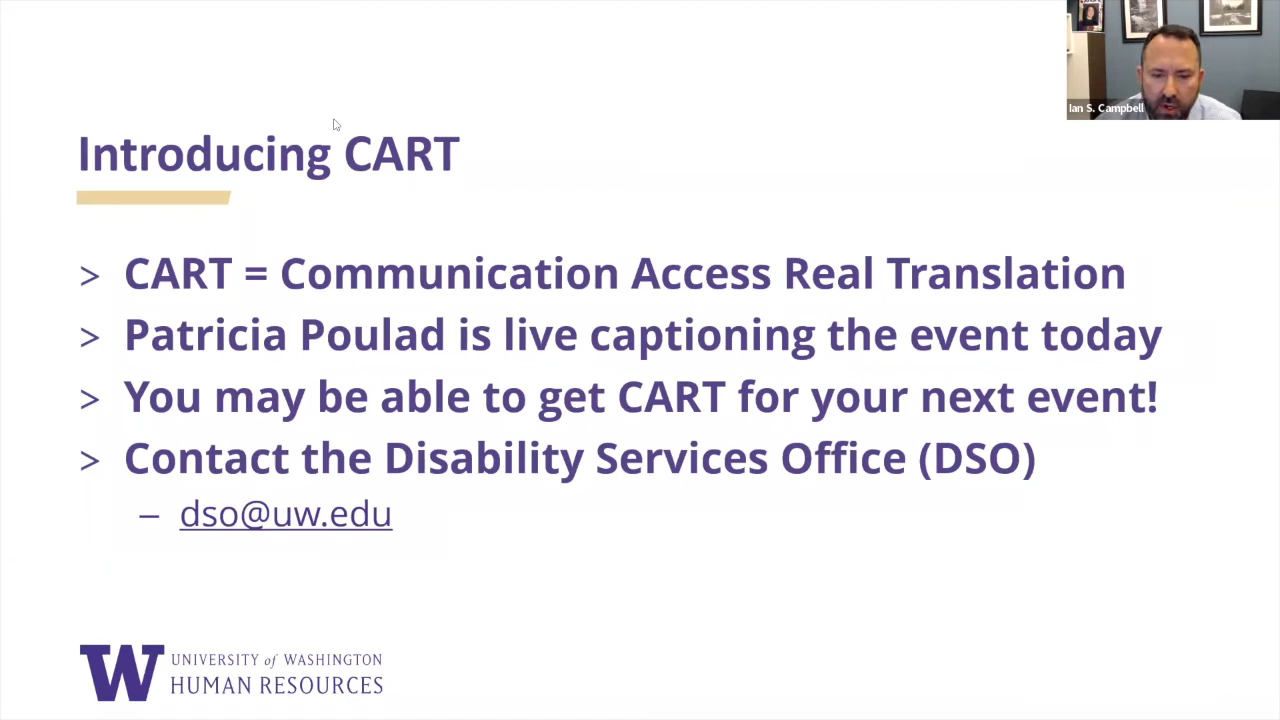 Ian S. Campbell
Introducing CART
> CART = Communication Access Real Translation
> Patricia Poulad is live captioning the event today
> You may be able to get CART for your next event!
> Contact the Disability Services Office (DSO)
– dso@uw.edu
W UNIVERSITY of WASHINGTON
HUMAN RESOURCES